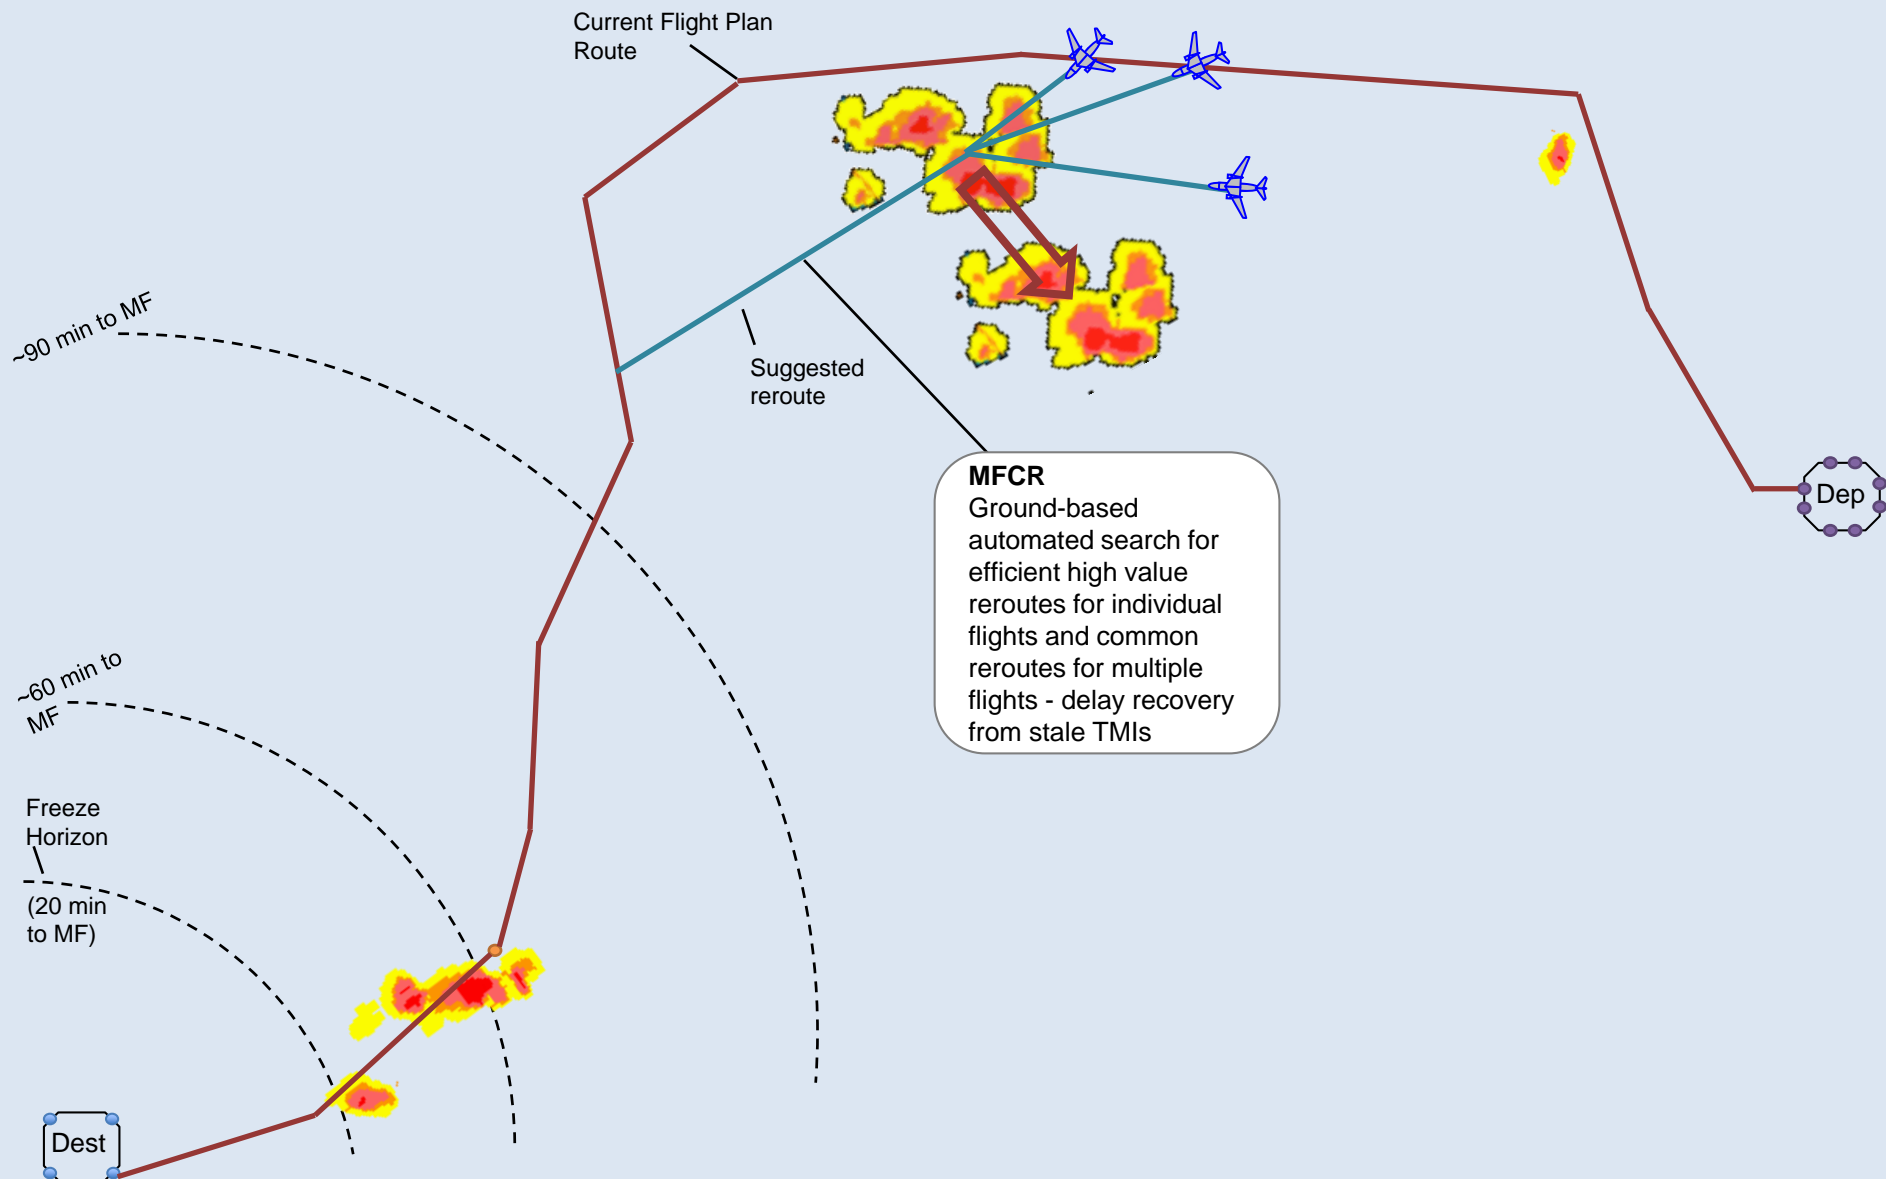 Current Flight Plan
Route
~90 min to MF
Suggested
reroute
MFCR
Ground-based
automated search for
efficient high value
reroutes for individual
flights and common
reroutes for multiple
flights - delay recovery
from stale TMIs
Dep
~60 min to
MF
Freeze
Horizon
(20 min
to MF)
Dest